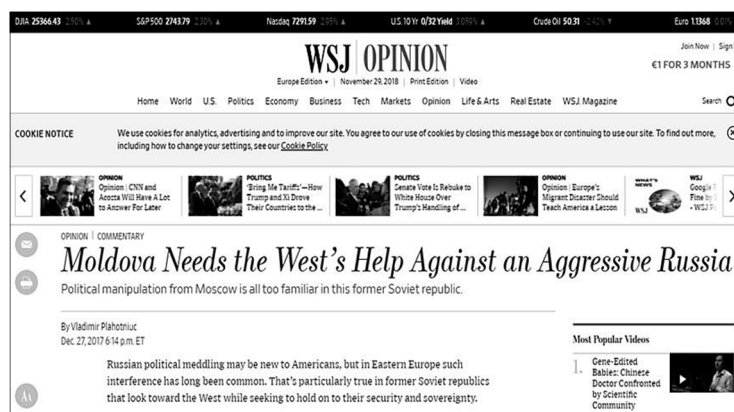 DJIA 25366.43 2.50% ▲ S&P 500 2743.79 2.30% ▲ Nasdaq 7291.59 2.95% ▲ U.S. 10 Yr 0/32 Yield 3.059% ▲ Crude Oil 50.31 -2.42% ▼ Euro 1.1368 0.01%
WSJ OPINION
Join Now | Sign
€1 FOR 3 MONTHS
Europe Edition ▾ | November 29, 2018 | Print Edition | Video
Home World U.S. Politics Economy Business Tech Markets Opinion Life & Arts Real Estate WSJ. Magazine Search
COOKIE NOTICE
We use cookies for analytics, advertising and to improve our site. You agree to our use of cookies by closing this message box or continuing to use our site. To find out more,
including how to change your settings, see our Cookie Policy
OPINION
Opinion | CNN and
Acosta Will Have A Lot
to Answer For Later
POLITICS
‘Bring Me Tariffs’—How
Trump and Xi Drove
Their Countries to the ...
POLITICS
Senate Vote Is Rebuke to
White House Over
Trump's Handling of ...
OPINION
Opinion | Europe's
Migrant Disaster Should
Teach America a Lesson
WHAT'S
NEWS
WSJ
WSJ
Google
Fine by
• WSJ
OPINION | COMMENTARY
Moldova Needs the West’s Help Against an Aggressive Russia
Political manipulation from Moscow is all too familiar in this former Soviet republic.
By Vladimir Plahotniuc
Dec. 27, 2017 6:14 p.m. ET
Russian political meddling may be new to Americans, but in Eastern Europe such
interference has long been common. That’s particularly true in former Soviet republics
that look toward the West while seeking to hold on to their security and sovereignty.
AA
Most Popular Videos
1. Gene-Edited
Babies: Chinese
Doctor Confronted
by Scientific
Community